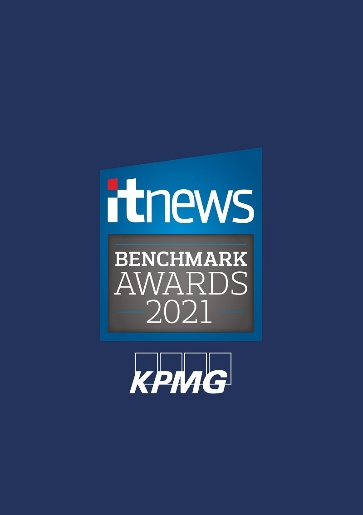 itnews
BENCHMARK
AWARDS
2021
KPMG